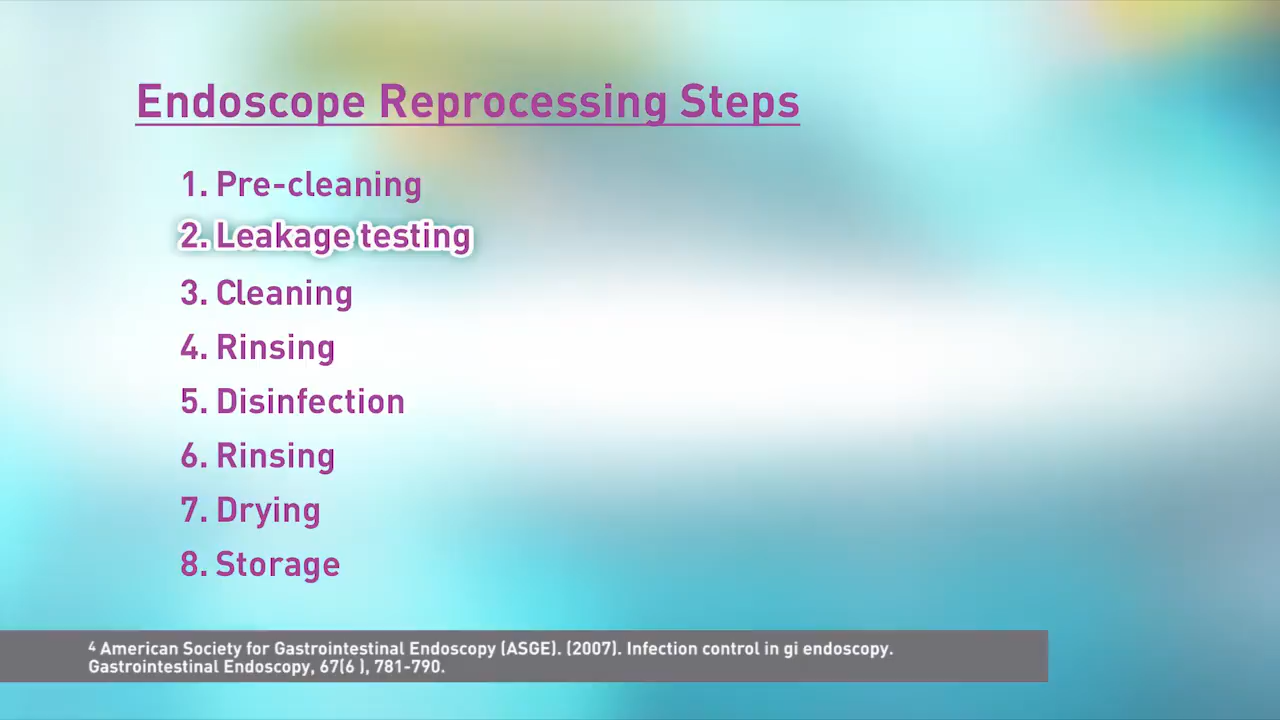 Endoscope Reprocessing Steps
1. Pre-cleaning
2. Leakage testing
3. Cleaning
4. Rinsing
5. Disinfection
6. Rinsing
7. Drying
8. Storage
4 American Society for Gastrointestinal Endoscopy (ASGE). (2007). Infection control in gi endoscopy.
Gastrointestinal Endoscopy, 67(6 ), 781-790.